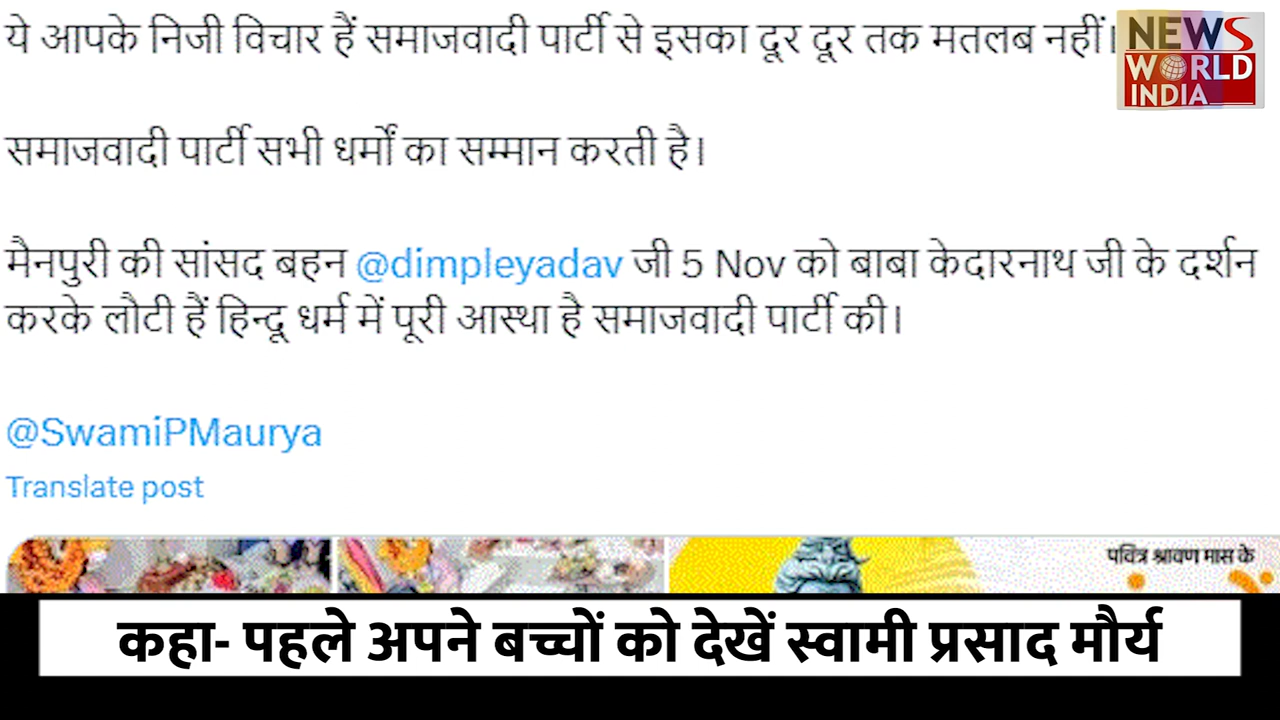 ये आपके निजी विचार हैं समाजवादी पार्टी से इसका दूर दूर तक मतलब नहीं।
NEWS
WORLD
INDIA
समाजवादी पार्टी सभी धर्मों का सम्मान करती है।
मैनपुरी की सांसद बहन @dimpleyadav जी 5 Nov को बाबा केदारनाथ जी के दर्शन
करके लौटी हैं हिन्दू धर्म में पूरी आस्था है समाजवादी पार्टी की।
@SwamiPMaurya
Translate post
पवित्र श्रावण मास के
कहा- पहले अपने बच्चों को देखें स्वामी प्रसाद मौर्य